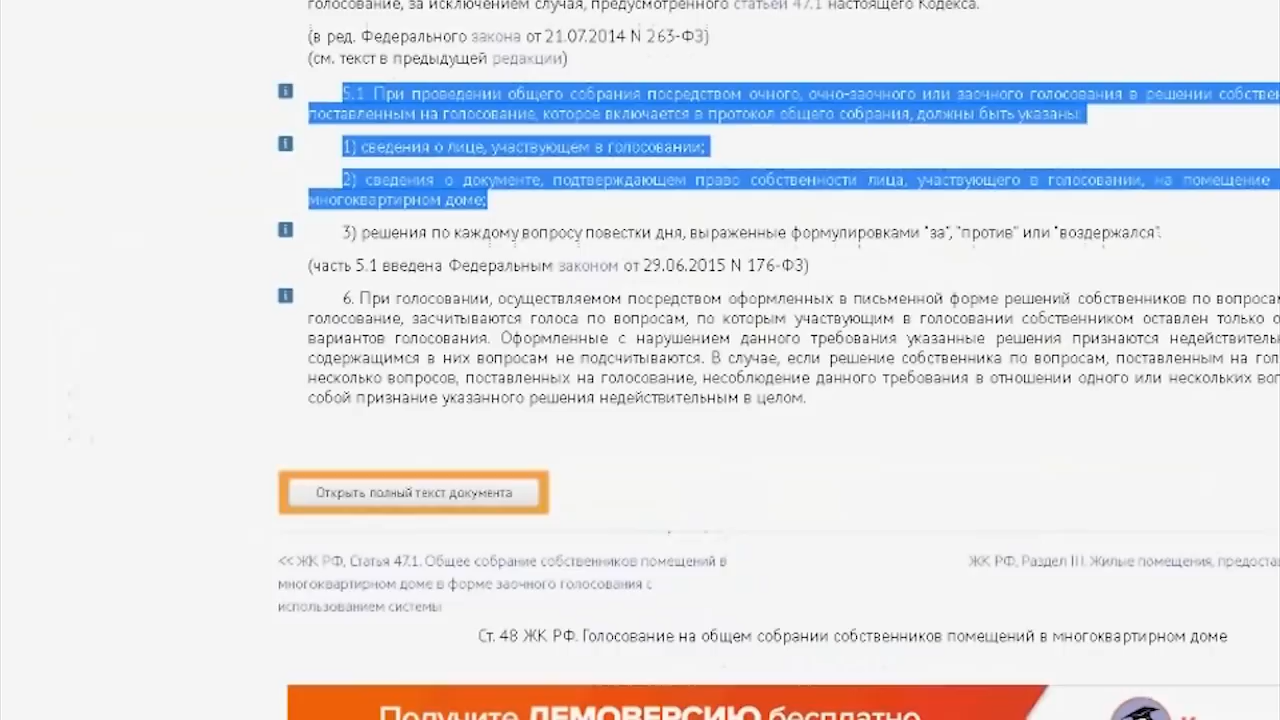 голосование, за исключением случая, предусмотренного статьей 47.1 настоящего Кодекса.
(в ред. Федерального закона от 21.07.2014 N 263-ФЗ)
(см. текст в предыдущей редакции)
5.1. При проведении общего собрания посредством очного, очно-заочного или заочного голосования в решении собствен
поставленным на голосование, которое включается в протокол общего собрания, должны быть указаны:
1) сведения о лице, участвующем в голосовании;
2) сведения о документе, подтверждающем право собственности лица, участвующего в голосовании, на помещение
многоквартирном доме;
3) решения по каждому вопросу повестки дня, выраженные формулировками "за", "против" или "воздержался".
(часть 5.1 введена Федеральным законом от 29.06.2015 N 176-ФЗ)
6. При голосовании, осуществляемом посредством оформленных в письменной форме решений собственников по вопросам
голосование, засчитываются голоса по вопросам, по которым участвующим в голосовании собственником оставлен только о
вариантов голосования. Оформленные с нарушением данного требования указанные решения признаются недействитель
содержащимся в них вопросам не подсчитываются. В случае, если решение собственника по вопросам, поставленным на гол
несколько вопросов, поставленных на голосование, несоблюдение данного требования в отношении одного или нескольких воп
собой признание указанного решения недействительным в целом.
Открыть полный текст документа
<< ЖК РФ, Статья 47.1. Общее собрание собственников помещений в
многоквартирном доме в форме заочного голосования с
использованием системы
ЖК РФ, Раздел III. Жилые помещения, предоста
Ст. 48 ЖК РФ. Голосование на общем собрании собственников помещений в многоквартирном доме
Получите ДЕМОВЕРСИЮ бесплатно